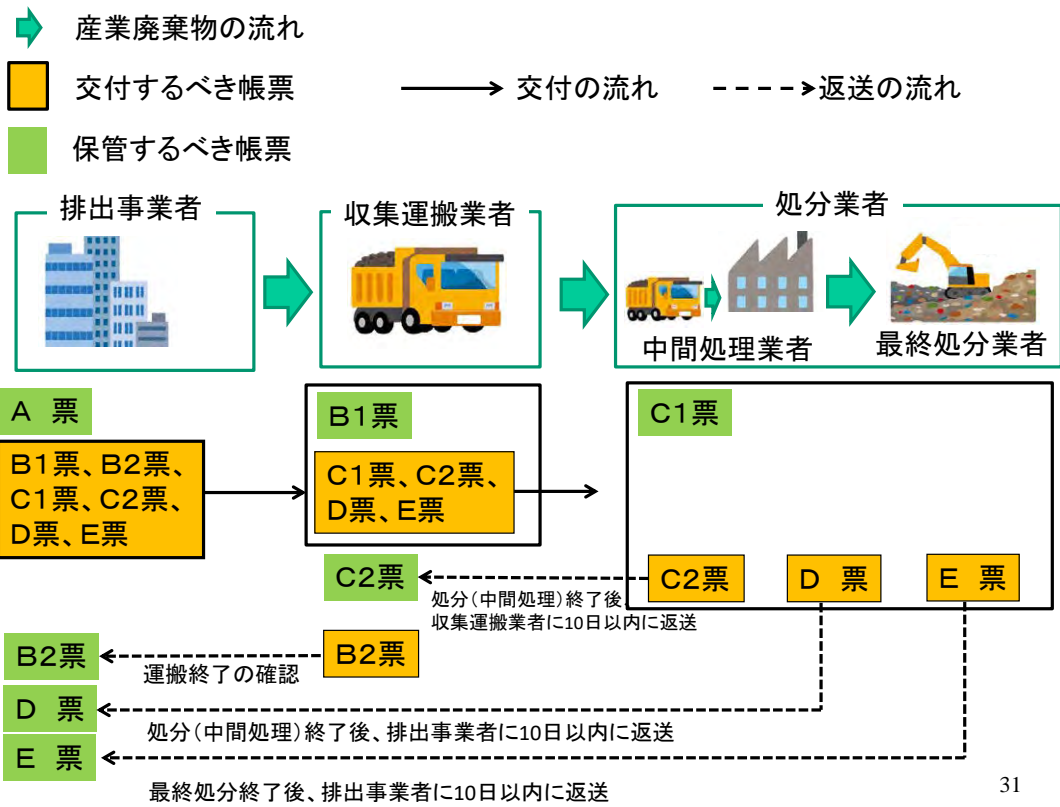 産業廃棄物の流れ
交付するべき帳票
交付の流れ
返送の流れ
保管するべき帳票
排出事業者
収集運搬業者
処分業者
中間処理業者
最終処分業者
A 票
B1票、B2票、
C1票、C2票、
D票、E票
B1票
C1票、C2票、
D票、E票
C1票
C2票
D 票
E 票
C2票
処分(中間処理)終了後、
収集運搬業者に10日以内に返送
B2票
B2票
運搬終了の確認
D 票
処分(中間処理)終了後、排出事業者に10日以内に返送
E 票
最終処分終了後、排出事業者に10日以内に返送
31